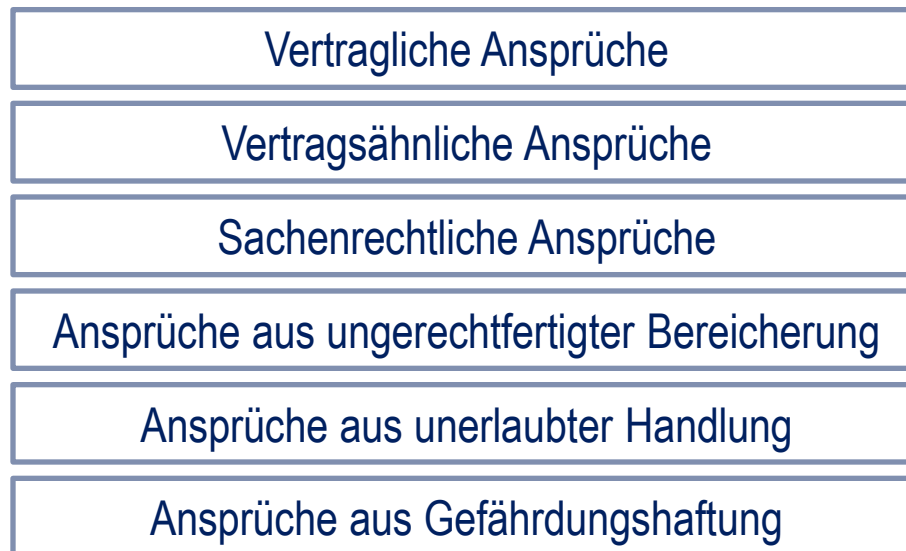 Vertragliche Ansprüche
Vertragsähnliche Ansprüche
Sachenrechtliche Ansprüche
Ansprüche aus ungerechtfertigter Bereicherung
Ansprüche aus unerlaubter Handlung
Ansprüche aus Gefährdungshaftung